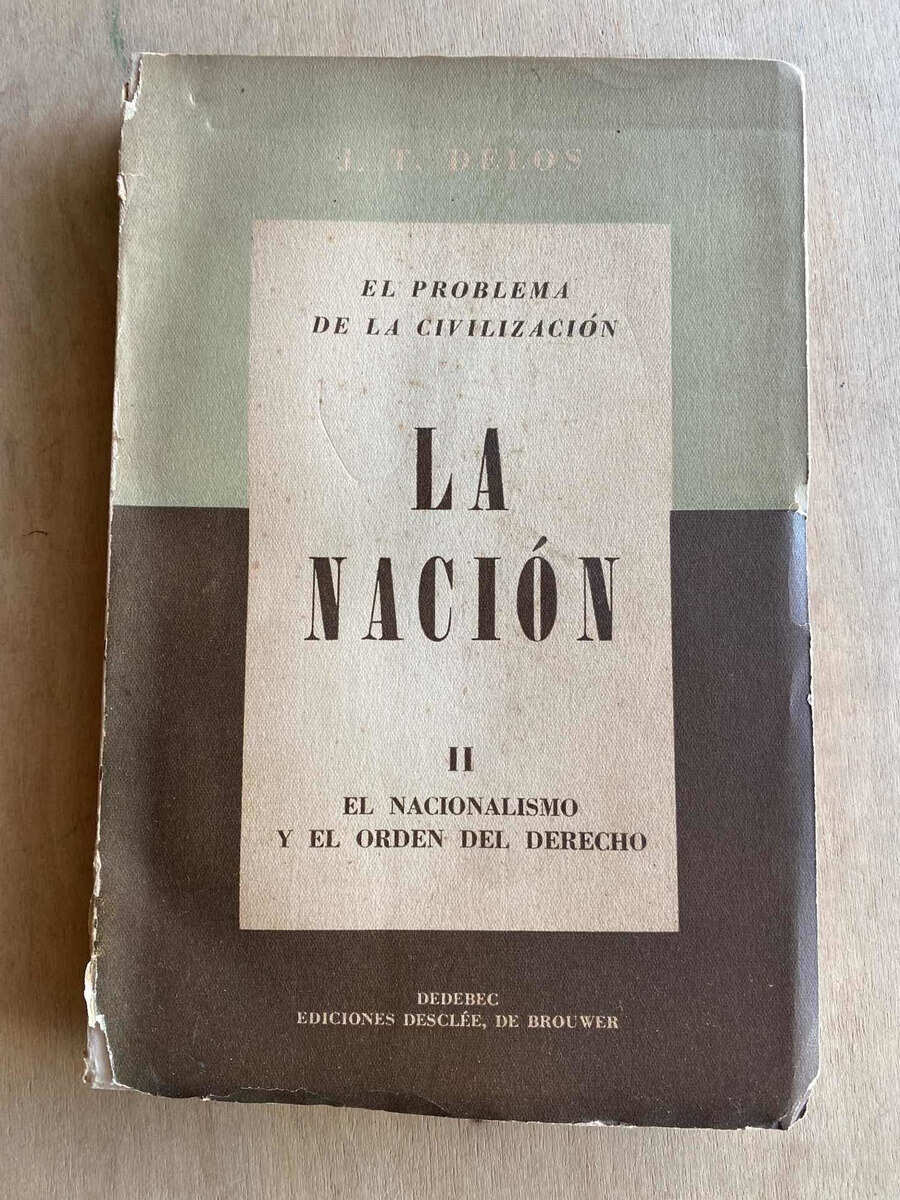 J. T. DELOS
EL PROBLEMA
DE LA CIVILIZACIÓN
LA
NACIÓN
II
EL NACIONALISMO
Y EL ORDEN DEL DERECHO
DEDEBEC
EDICIONES DESCLÉE, DE BROUWER